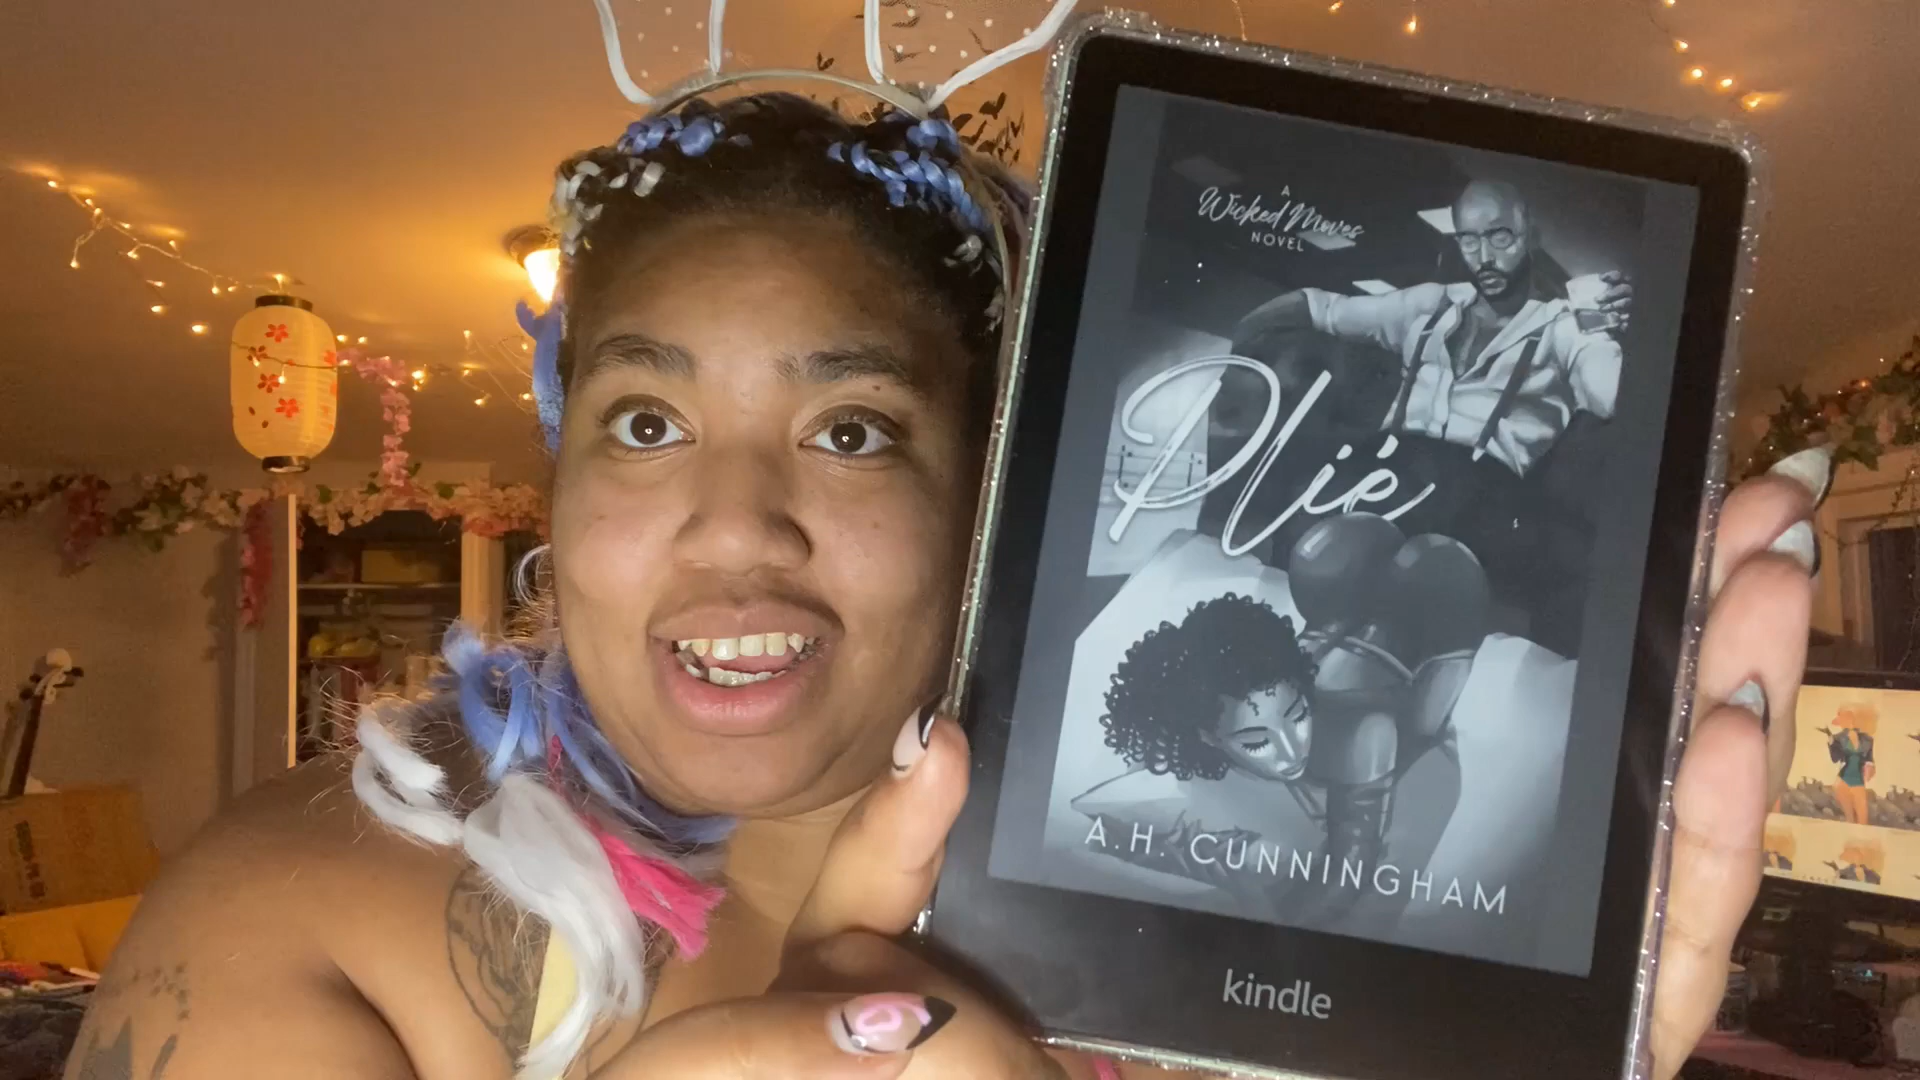 A
Wicked Moves
NOVEL
Plié
A.H. CUNNINGHAM
kindle